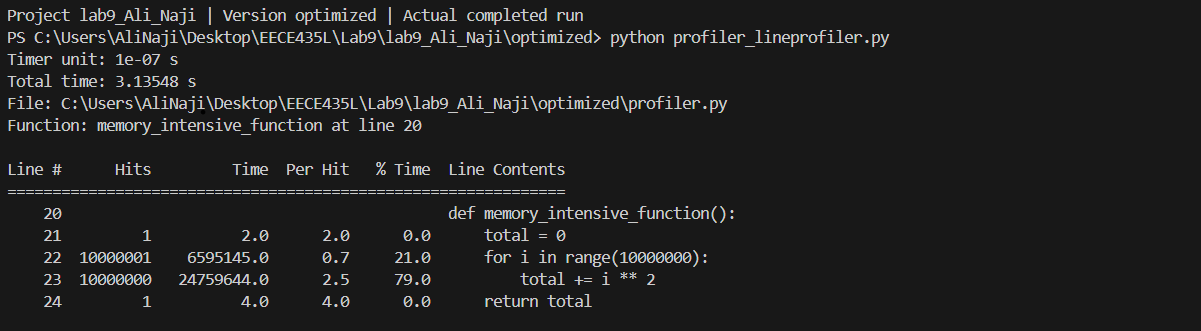 Project lab9_Ali_Naji | Version optimized | Actual completed run
PS C:\Users\AliNaji\Desktop\EECE435L\Lab9\lab9_Ali_Naji\optimized> python profiler_lineprofiler.py
Timer unit: 1e-07 s
Total time: 3.13548 s
File: C:\Users\AliNaji\Desktop\EECE435L\Lab9\lab9_Ali_Naji\optimized\profiler.py
Function: memory_intensive_function at line 20

Line #      Hits         Time  Per Hit   % Time  Line Contents
==============================================================
    20                                           def memory_intensive_function():
    21         1          2.0      2.0      0.0      total = 0
    22  10000001    6595145.0      0.7     21.0      for i in range(10000000):
    23  10000000   24759644.0      2.5     79.0          total += i ** 2
    24         1          4.0      4.0      0.0      return total